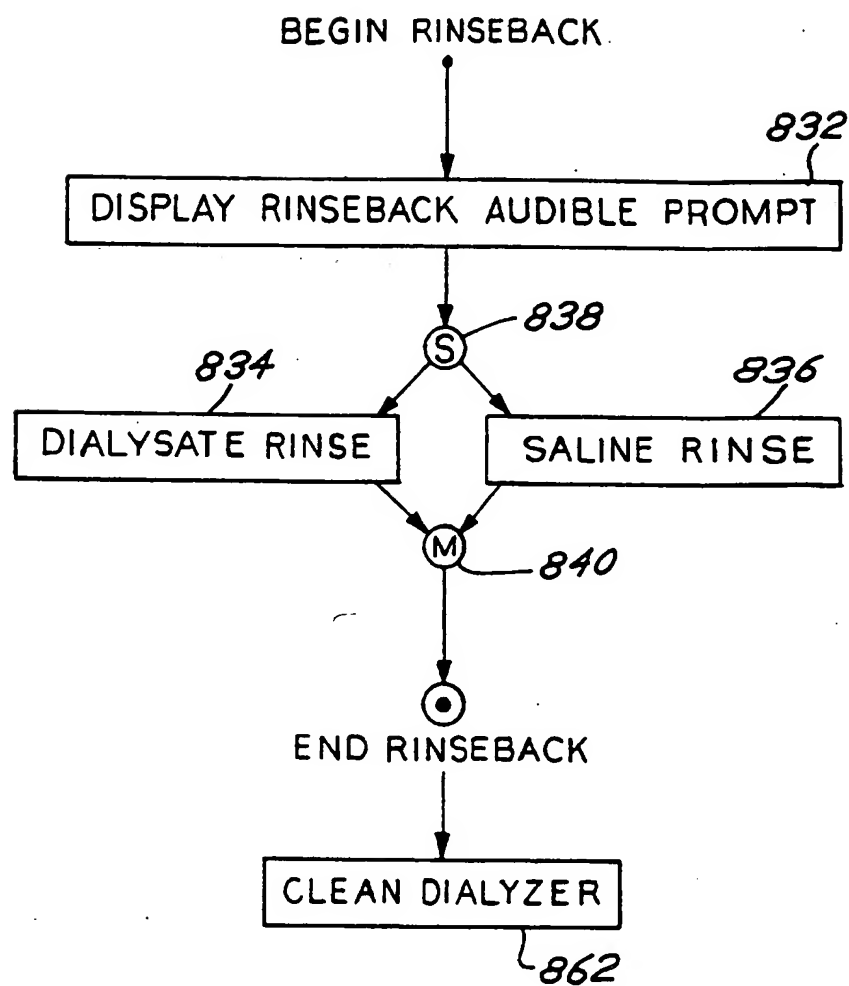 BEGIN RINSEBACK
832
DISPLAY RINSEBACK AUDIBLE PROMPT
S
838
834
836
DIALYSATE RINSE
SALINE RINSE
M
840
END RINSEBACK
CLEAN DIALYZER
862